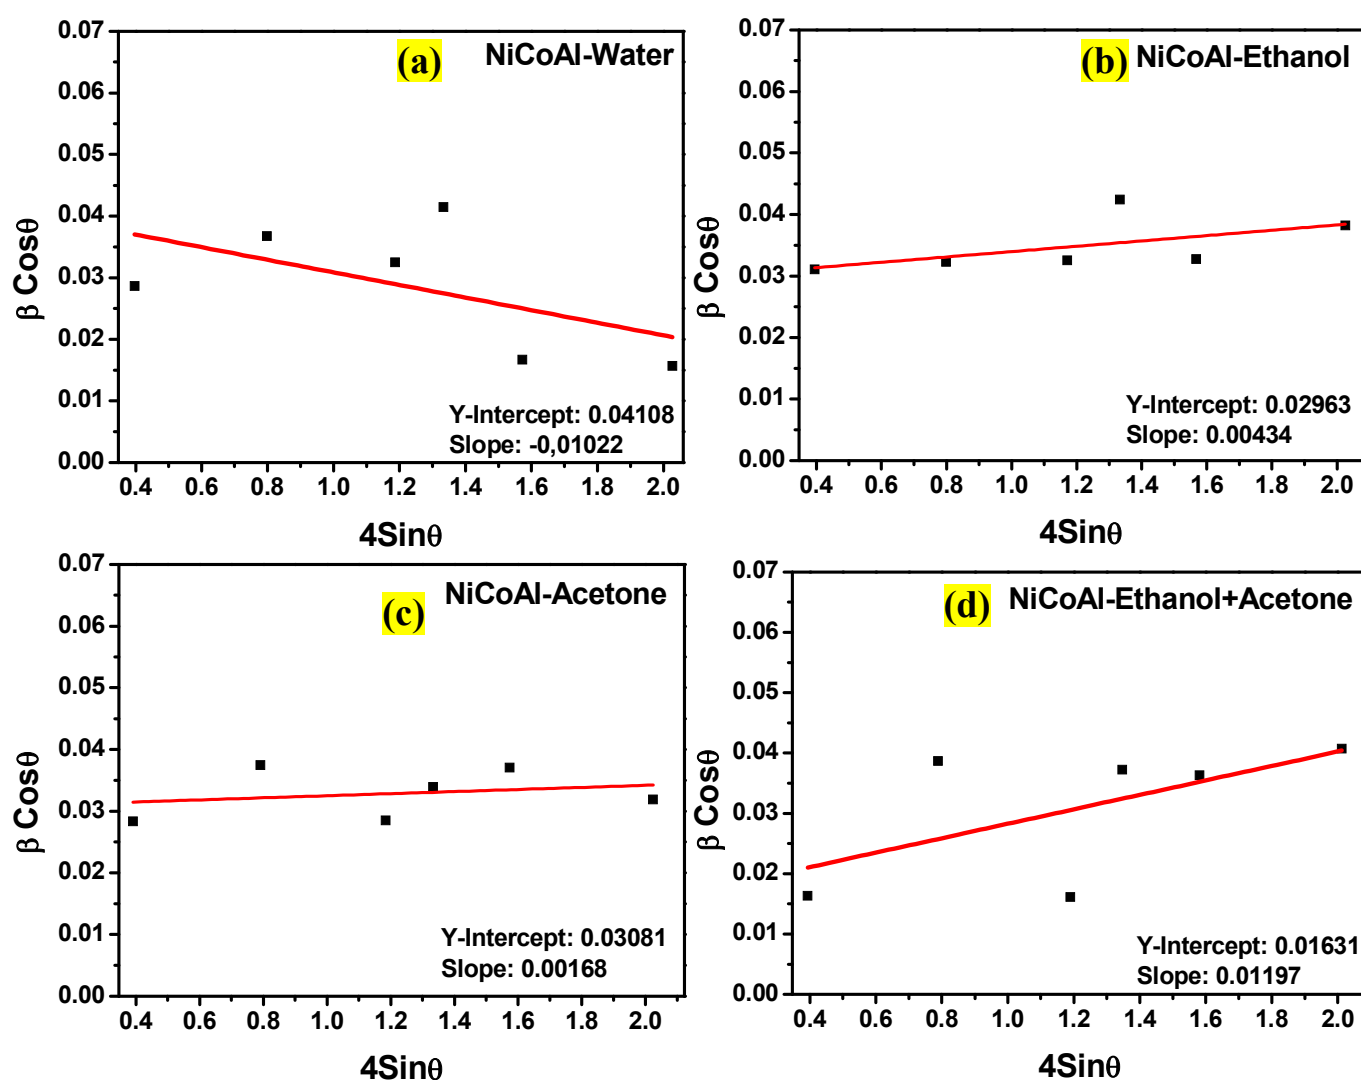 (a) NiCoAl-Water
0.07
0.06
0.05
0.04
0.03
0.02
0.01
0.00
β Cosθ
Y-Intercept: 0.04108
Slope: -0,01022
0.4 0.6 0.8 1.0 1.2 1.4 1.6 1.8 2.0
4Sinθ
(b) NiCoAl-Ethanol
0.07
0.06
0.05
0.04
0.03
0.02
0.01
0.00
β Cosθ
Y-Intercept: 0.02963
Slope: 0.00434
0.4 0.6 0.8 1.0 1.2 1.4 1.6 1.8 2.0
4Sinθ
(c) NiCoAl-Acetone
0.07
0.06
0.05
0.04
0.03
0.02
0.01
0.00
β Cosθ
Y-Intercept: 0.03081
Slope: 0.00168
0.4 0.6 0.8 1.0 1.2 1.4 1.6 1.8 2.0
4Sinθ
(d) NiCoAl-Ethanol+Acetone
0.07
0.06
0.05
0.04
0.03
0.02
0.01
0.00
β Cosθ
Y-Intercept: 0.01631
Slope: 0.01197
0.4 0.6 0.8 1.0 1.2 1.4 1.6 1.8 2.0
4Sinθ